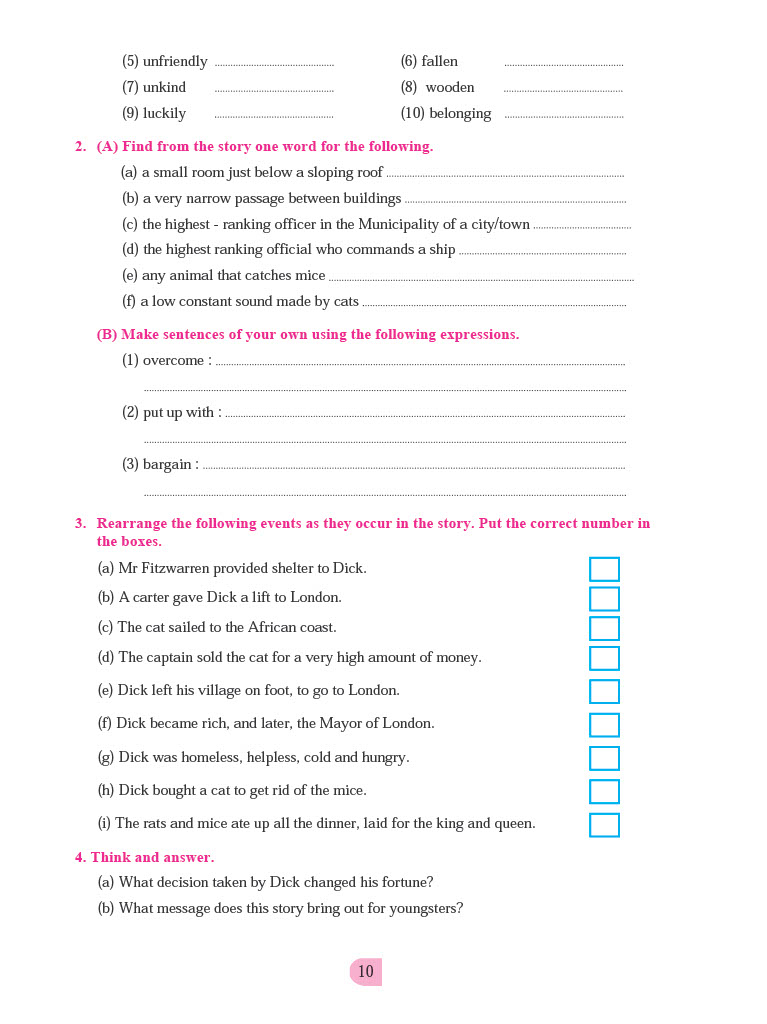 (5) unfriendly ............................................... (6) fallen ...............................................
(7) unkind ............................................... (8) wooden ...............................................
(9) luckily ............................................... (10) belonging ...............................................
2. (A) Find from the story one word for the following.
(a) a small room just below a sloping roof ...............................................
(b) a very narrow passage between buildings ...............................................
(c) the highest - ranking officer in the Municipality of a city/town ...............................................
(d) the highest ranking official who commands a ship ...............................................
(e) any animal that catches mice ...............................................
(f) a low constant sound made by cats ...............................................
(B) Make sentences of your own using the following expressions.
(1) overcome : ...............................................
...............................................
(2) put up with : ...............................................
...............................................
(3) bargain : ...............................................
...............................................
3. Rearrange the following events as they occur in the story. Put the correct number in
the boxes.
(a) Mr Fitzwarren provided shelter to Dick.
(b) A carter gave Dick a lift to London.
(c) The cat sailed to the African coast.
(d) The captain sold the cat for a very high amount of money.
(e) Dick left his village on foot, to go to London.
(f) Dick became rich, and later, the Mayor of London.
(g) Dick was homeless, helpless, cold and hungry.
(h) Dick bought a cat to get rid of the mice.
(i) The rats and mice ate up all the dinner, laid for the king and queen.
4. Think and answer.
(a) What decision taken by Dick changed his fortune?
(b) What message does this story bring out for youngsters?
10